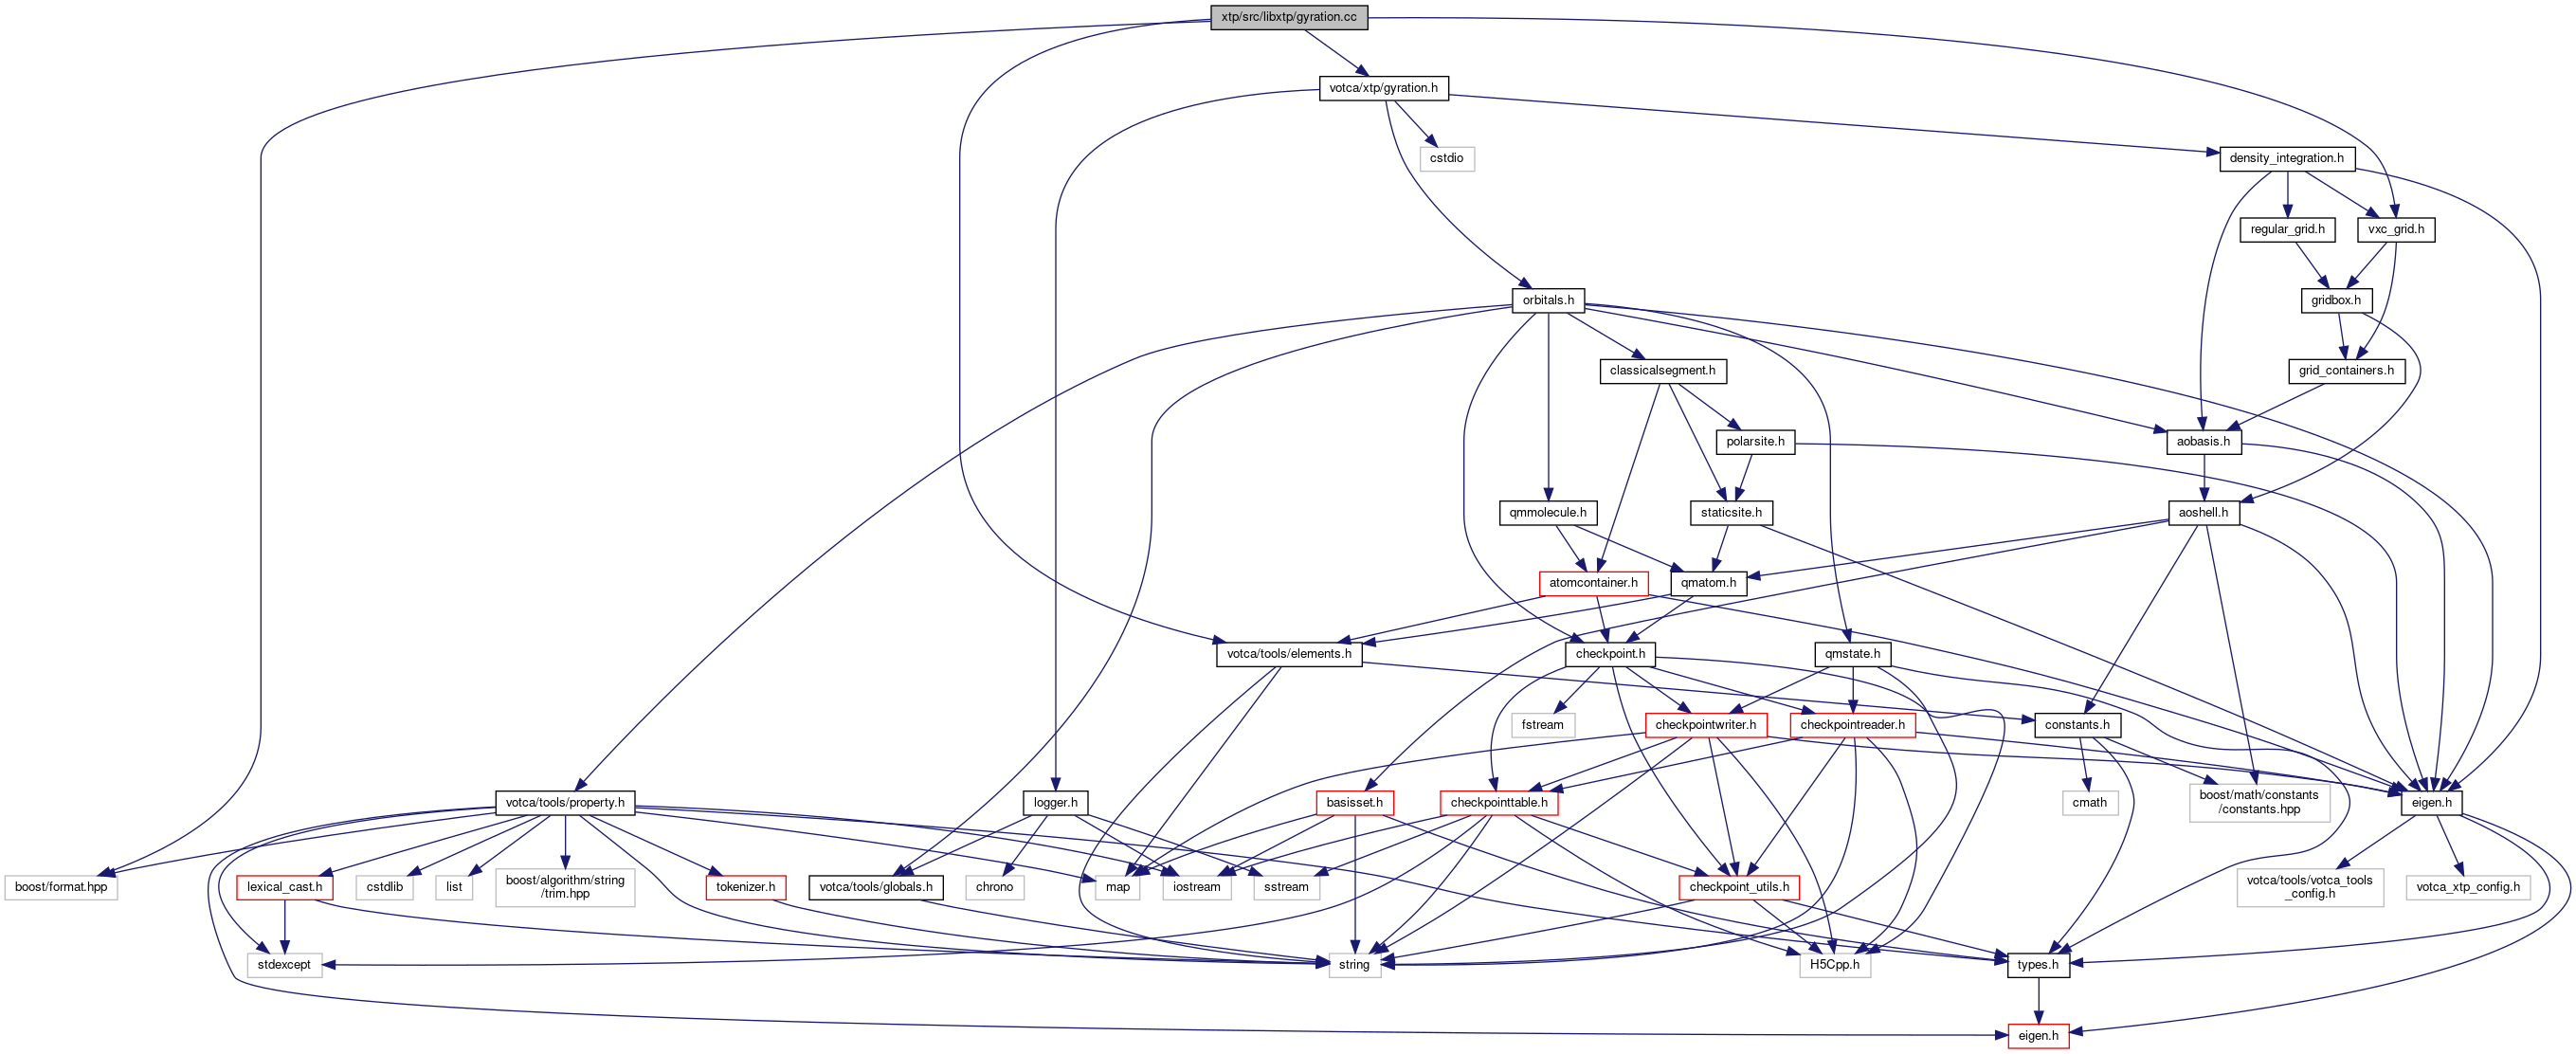 xtp/src/libxtp/gyration.cc
votca/xtp/gyration.h
cstdio
density_integration.h
regular_grid.h
vxc_grid.h
orbitals.h
gridbox.h
classicalsegment.h
grid_containers.h
polarsite.h
aobasis.h
qmmolecule.h
staticsite.h
aoshell.h
atomcontainer.h
qmatom.h
votca/tools/elements.h
checkpoint.h
qmstate.h
fstream
checkpointwriter.h
checkpointreader.h
constants.h
votca/tools/property.h
logger.h
basisset.h
checkpointtable.h
cmath
boost/math/constants
/constants.hpp
eigen.h
boost/format.hpp
lexical_cast.h
cstdlib
list
boost/algorithm/string
/trim.hpp
tokenizer.h
votca/tools/globals.h
chrono
map
iostream
sstream
checkpoint_utils.h
votca/tools/votca_tools
_config.h
votca_xtp_config.h
stdexcept
string
H5Cpp.h
types.h
eigen.h